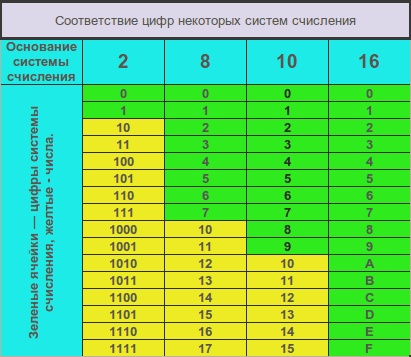 Соответствие цифр некоторых систем счисления
Основание
системы
счисления
2 8 10 16
Зеленые ячейки — цифры системы
счисления, желтые - числа.
0 0 0 0
1 1 1 1
10 2 2 2
11 3 3 3
100 4 4 4
101 5 5 5
110 6 6 6
111 7 7 7
1000 10 8 8
1001 11 9 9
1010 12 10 A
1011 13 11 B
1100 14 12 C
1101 15 13 D
1110 16 14 E
1111 17 15 F